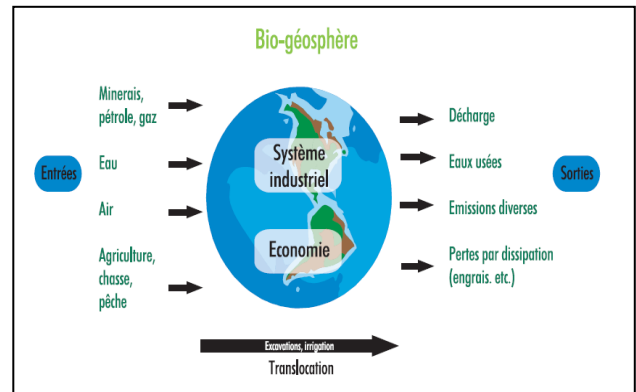 Bio-géosphère
Entrées
Minerais,
pétrole, gaz
Eau
Air
Agriculture,
chasse,
pêche
Système
industriel
Economie
Décharge
Eaux usées
Emissions diverses
Pertes par dissipation
(engrais. etc.)
Sorties
Excavations, irrigation
Translocation